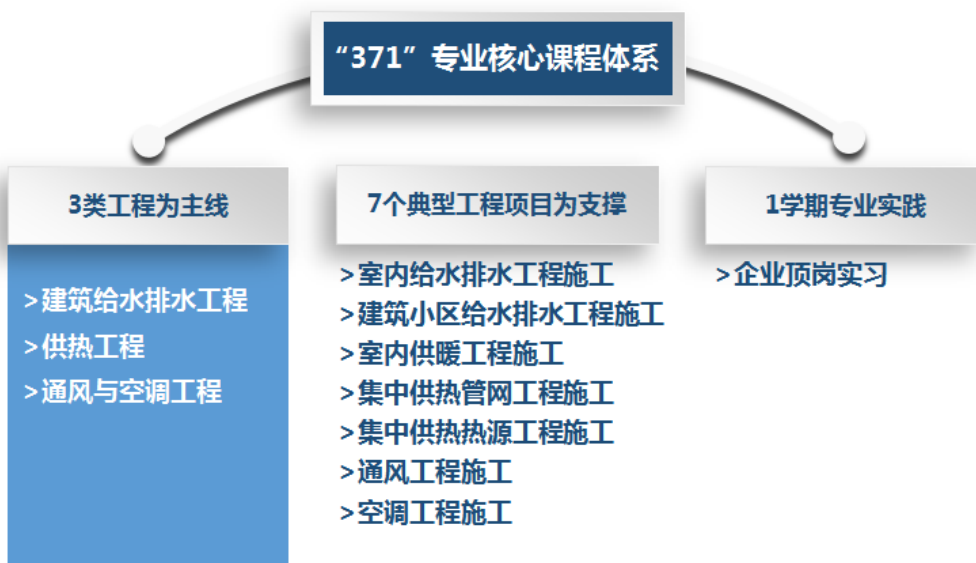 “371”专业核心课程体系
3类工程为主线
>建筑给水排水工程
>供热工程
>通风与空调工程
7个典型工程项目为支撑
>室内给水排水工程施工
>建筑小区给水排水工程施工
>室内供暖工程施工
>集中供热管网工程施工
>集中供热热源工程施工
>通风工程施工
>空调工程施工
1学期专业实践
>企业顶岗实习